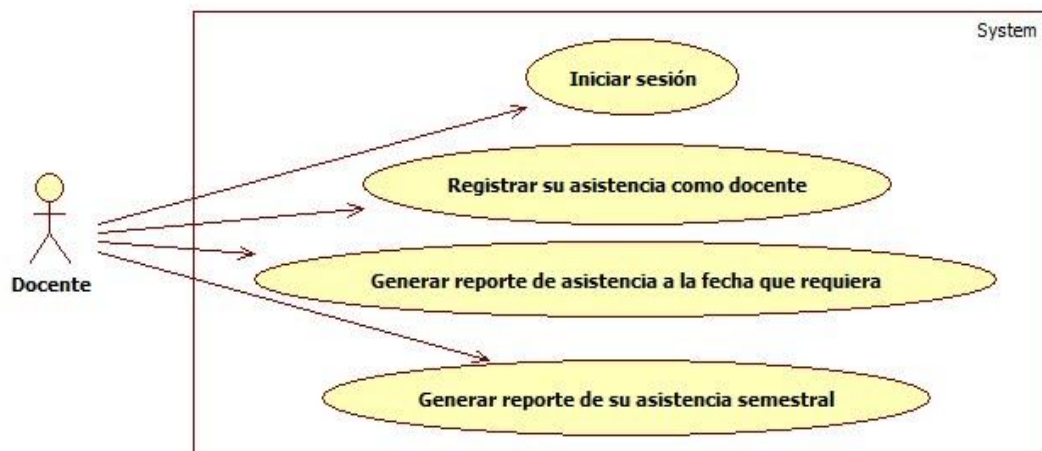 System
Iniciar sesión
Registrar su asistencia como docente
Docente
Generar reporte de asistencia a la fecha que requiera
Generar reporte de su asistencia semestral